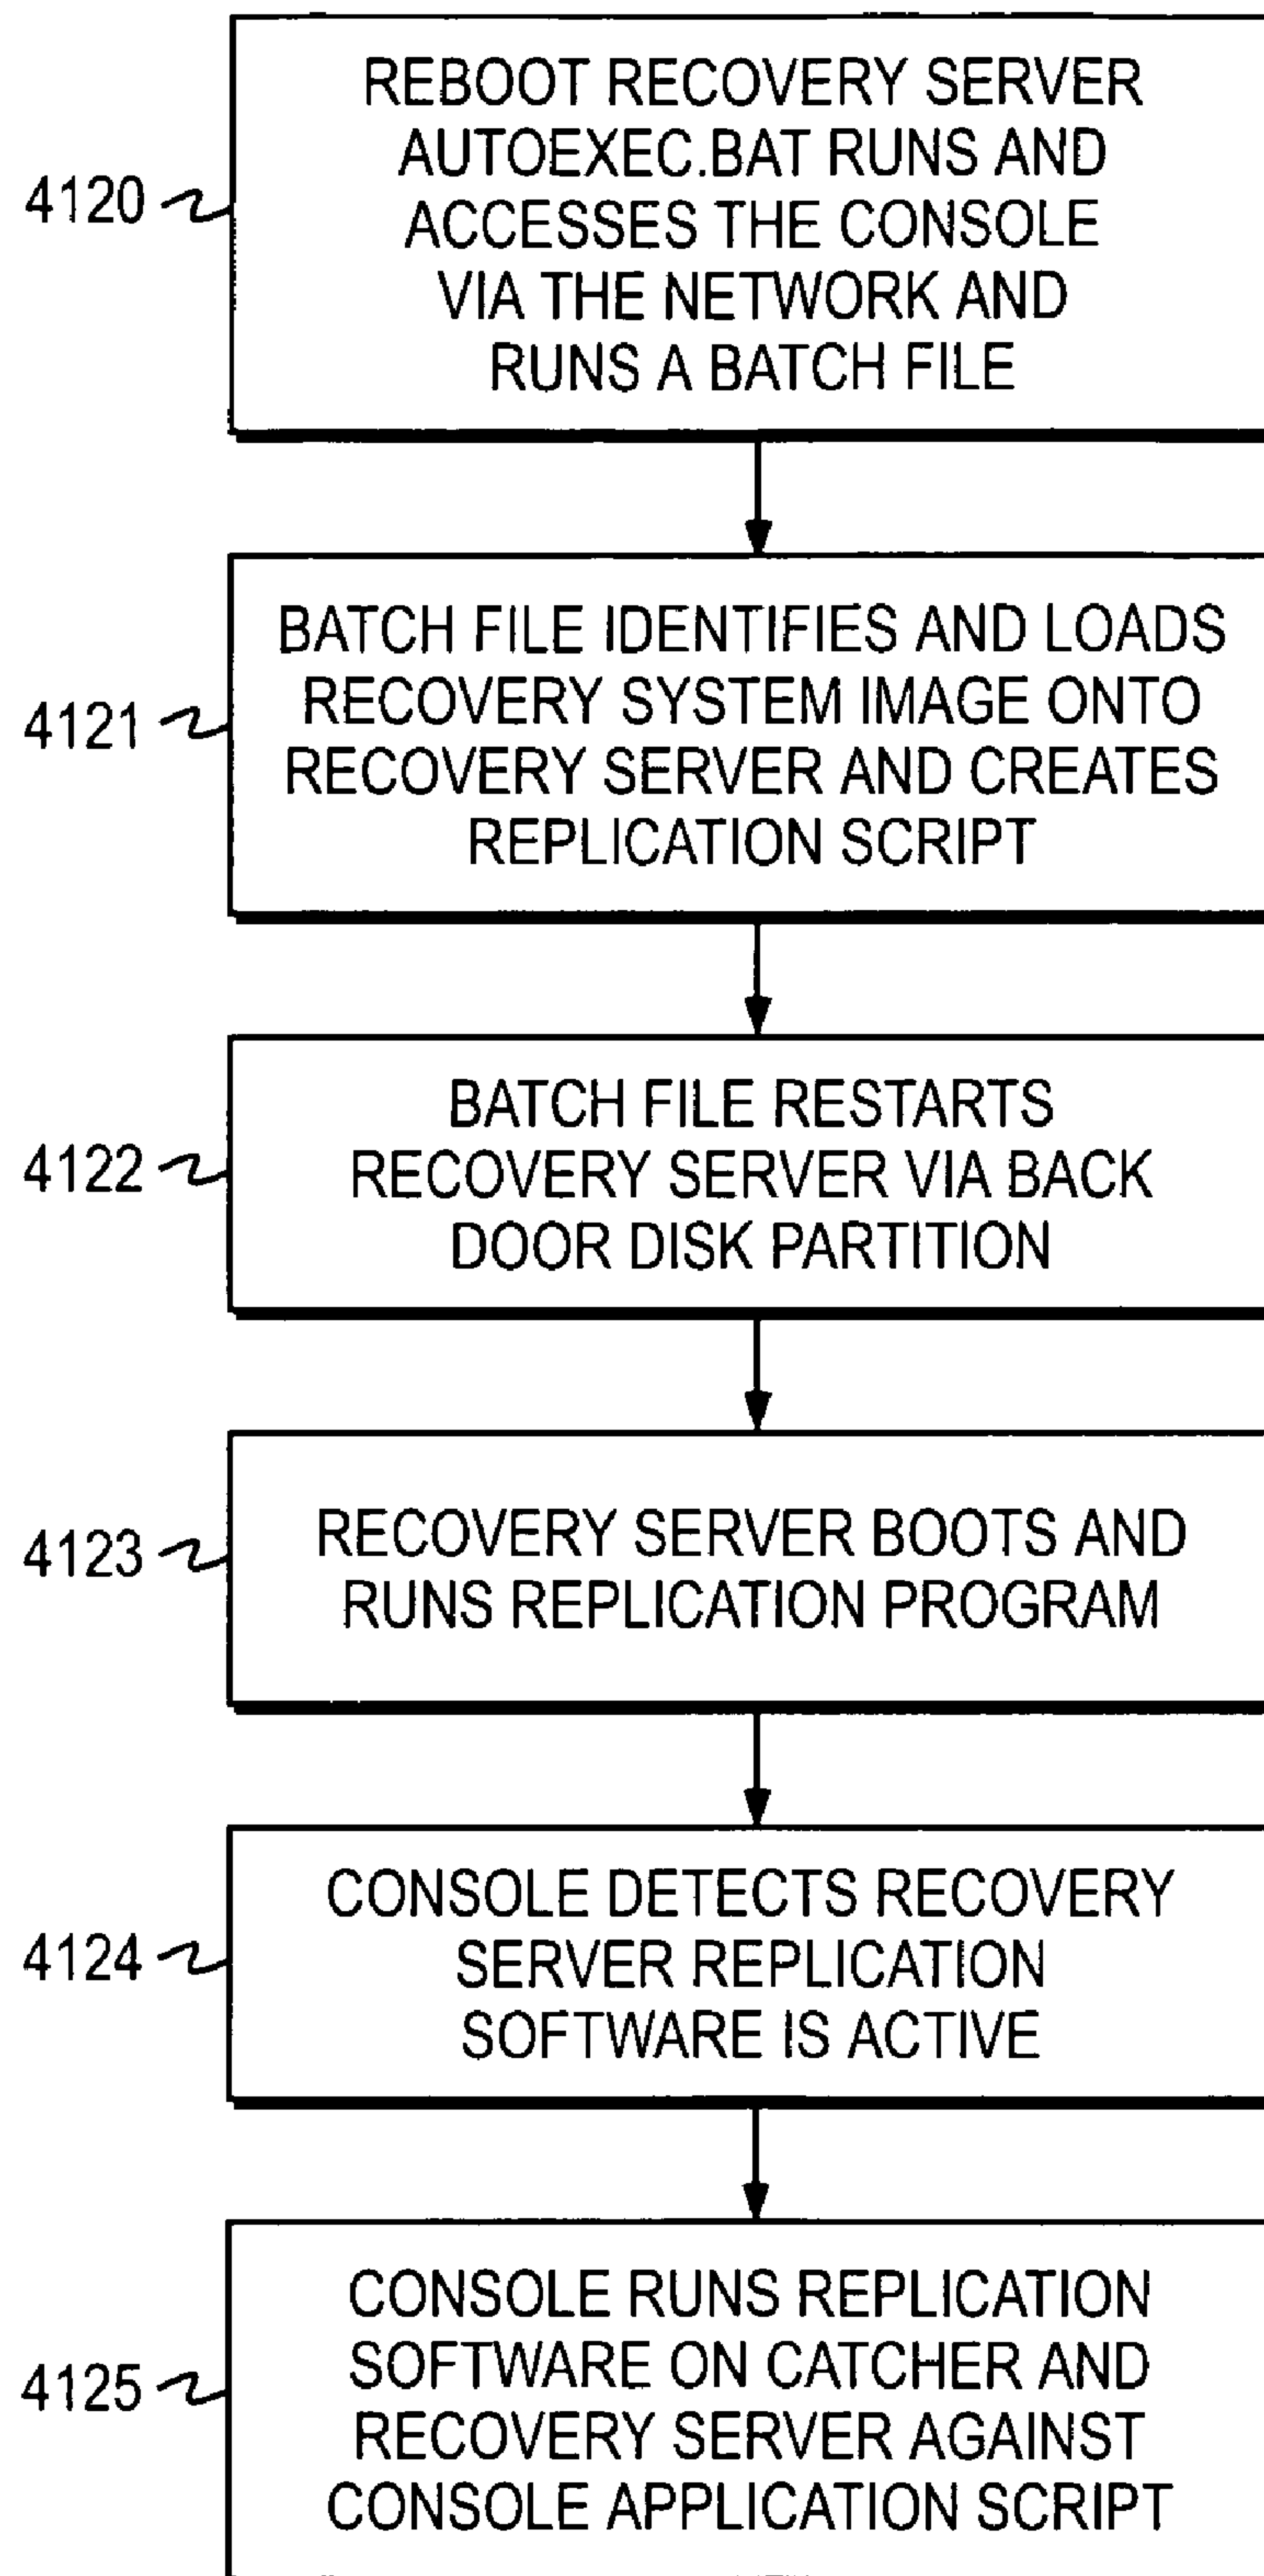 REBOOT RECOVERY SERVER
AUTOEXEC.BAT RUNS AND
ACCESSES THE CONSOLE
VIA THE NETWORK AND
RUNS A BATCH FILE
4120
BATCH FILE IDENTIFIES AND LOADS
RECOVERY SYSTEM IMAGE ONTO
RECOVERY SERVER AND CREATES
REPLICATION SCRIPT
4121
BATCH FILE RESTARTS
RECOVERY SERVER VIA BACK
DOOR DISK PARTITION
4122
RECOVERY SERVER BOOTS AND
RUNS REPLICATION PROGRAM
4123
CONSOLE DETECTS RECOVERY
SERVER REPLICATION
SOFTWARE IS ACTIVE
4124
CONSOLE RUNS REPLICATION
SOFTWARE ON CATCHER AND
RECOVERY SERVER AGAINST
CONSOLE APPLICATION SCRIPT
4125